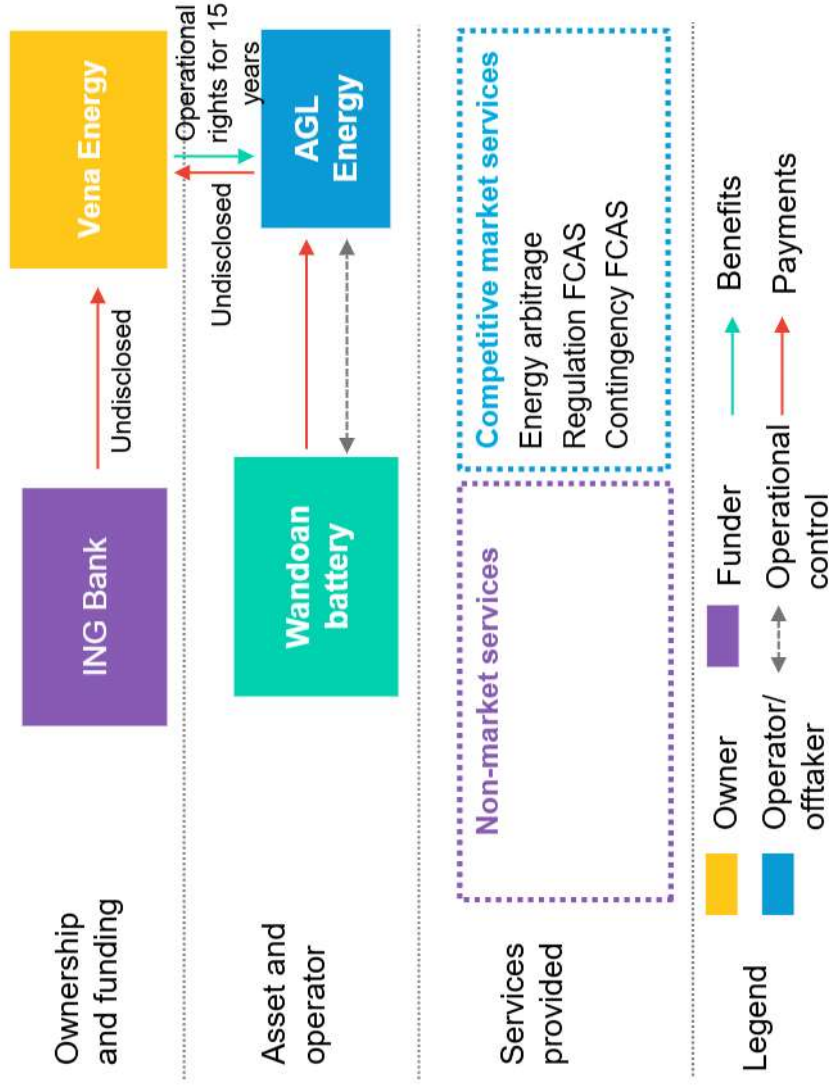 Ownership
and funding
ING Bank
Undisclosed
Vena Energy
Undisclosed
Operational
rights for 15
years
Asset and
operator
Wandoan
battery
AGL
Energy
Services
provided
Non-market services
Competitive market services
Energy arbitrage
Regulation FCAS
Contingency FCAS
Legend
Owner
Funder
Benefits
Operator/
offtaker
Operational
control
Payments